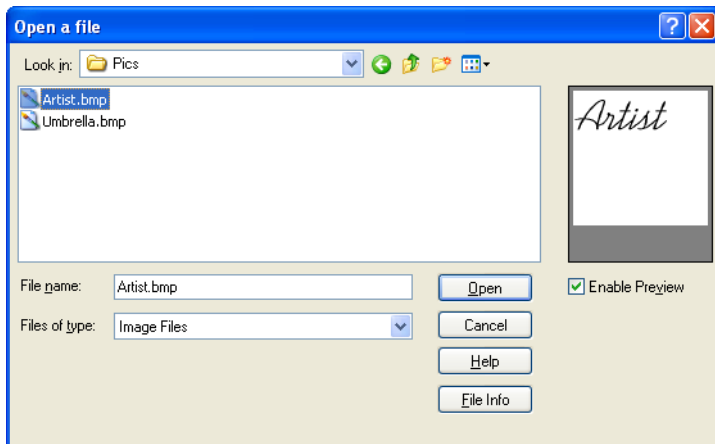 Open a file
Look in: Pics
Artist.bmp
Umbrella.bmp
Artist
File name: Artist.bmp Open Enable Preview
Files of type: Image Files Cancel
Help
File Info